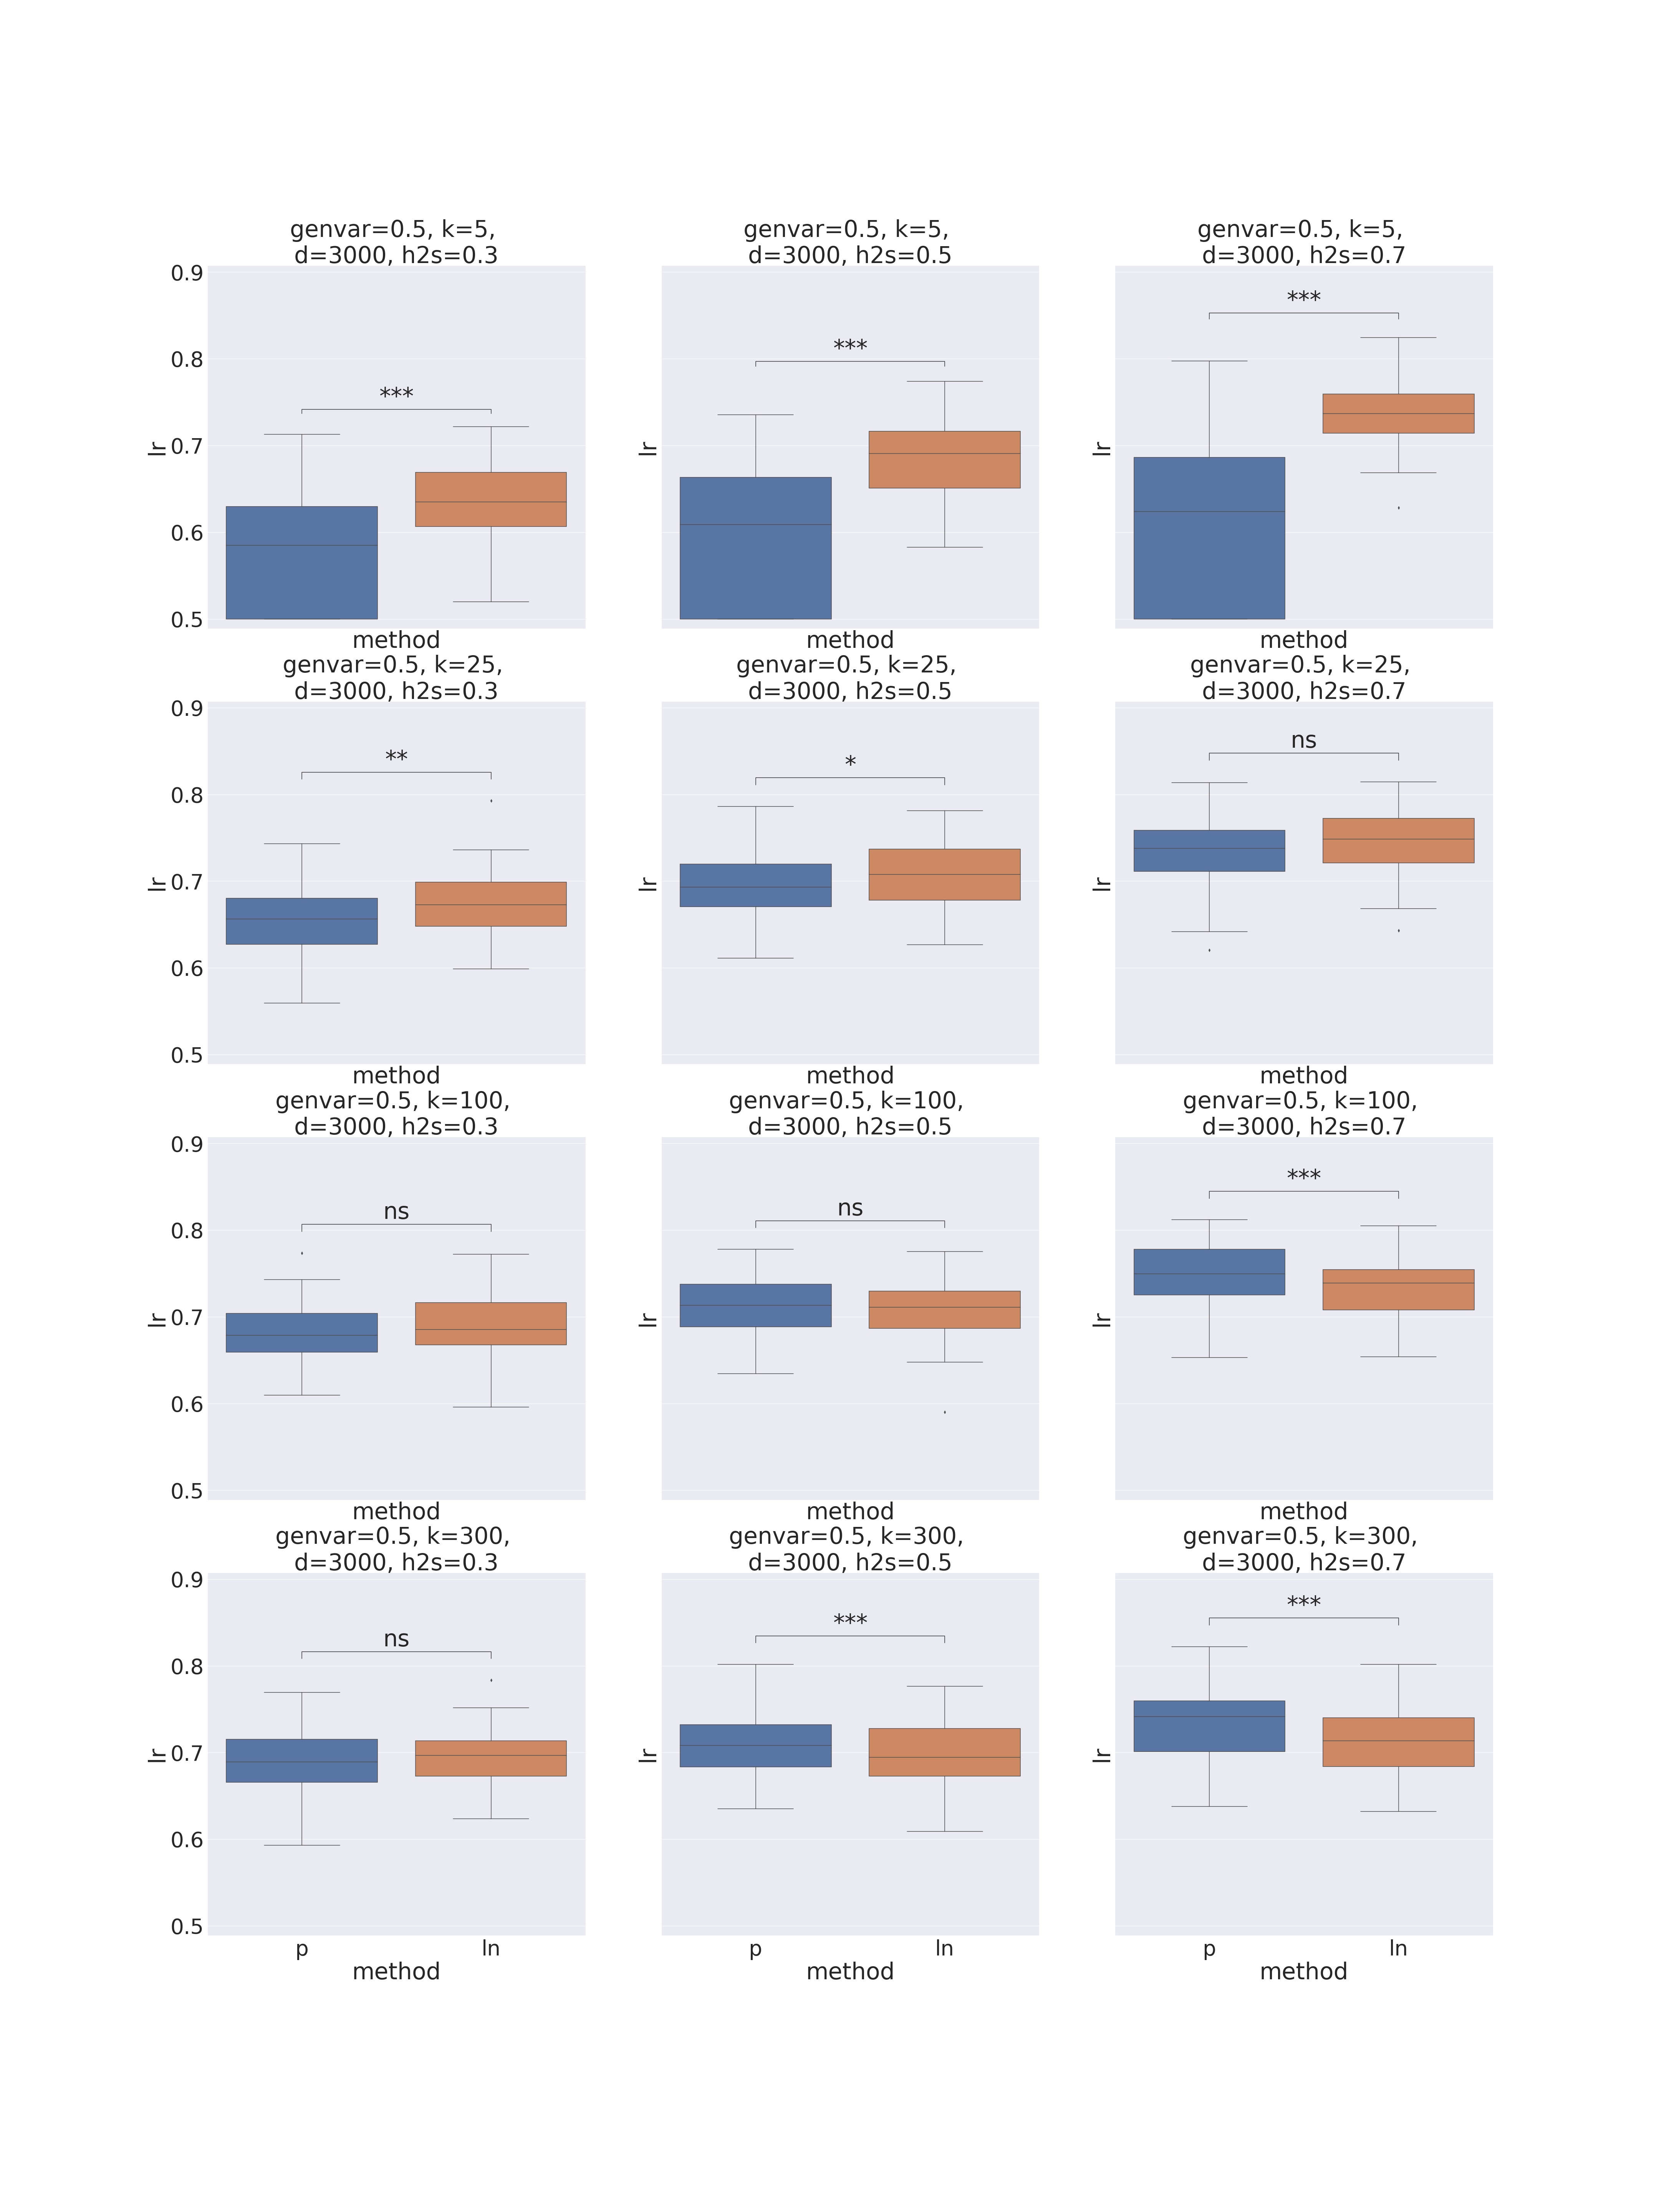 genvar=0.5, k=5,
d=3000, h2s=0.3
genvar=0.5, k=5,
d=3000, h2s=0.5
genvar=0.5, k=5,
d=3000, h2s=0.7
0.9
0.8
0.7
0.6
0.5
lr
***
method
lr
***
method
lr
***
method
genvar=0.5, k=25,
d=3000, h2s=0.3
genvar=0.5, k=25,
d=3000, h2s=0.5
genvar=0.5, k=25,
d=3000, h2s=0.7
0.9
0.8
0.7
0.6
0.5
lr
**
method
lr
*
method
lr
ns
method
genvar=0.5, k=100,
d=3000, h2s=0.3
genvar=0.5, k=100,
d=3000, h2s=0.5
genvar=0.5, k=100,
d=3000, h2s=0.7
0.9
0.8
0.7
0.6
0.5
lr
ns
method
lr
ns
method
lr
***
method
genvar=0.5, k=300,
d=3000, h2s=0.3
genvar=0.5, k=300,
d=3000, h2s=0.5
genvar=0.5, k=300,
d=3000, h2s=0.7
0.9
0.8
0.7
0.6
0.5
lr
ns
p ln
method
lr
***
p ln
method
lr
***
p ln
method